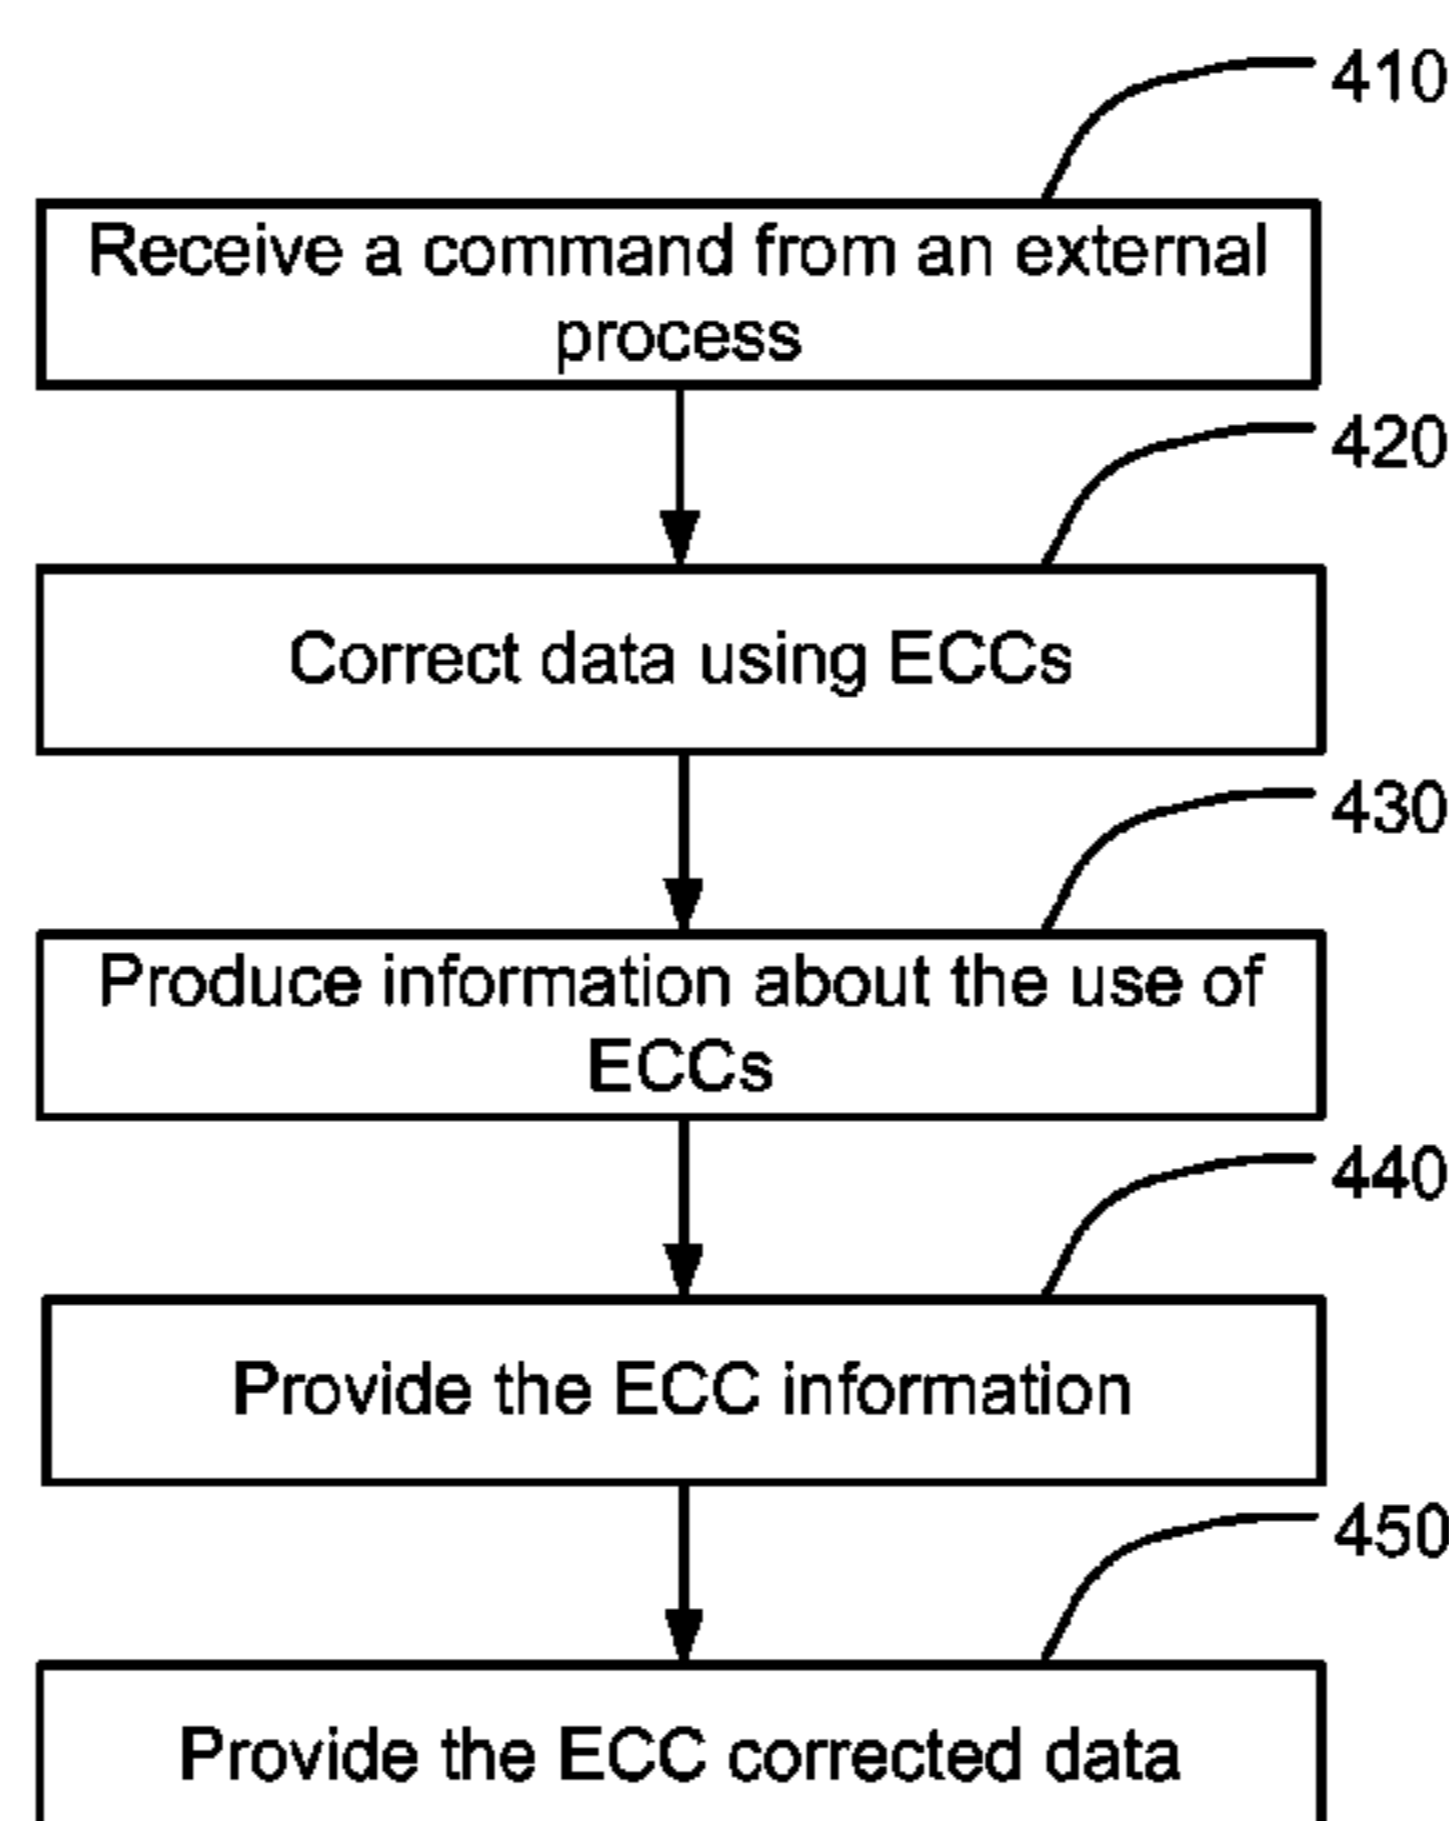 410
Receive a command from an external
process
420
Correct data using ECCs
430
Produce information about the use of
ECCs
440
Provide the ECC information
450
Provide the ECC corrected data